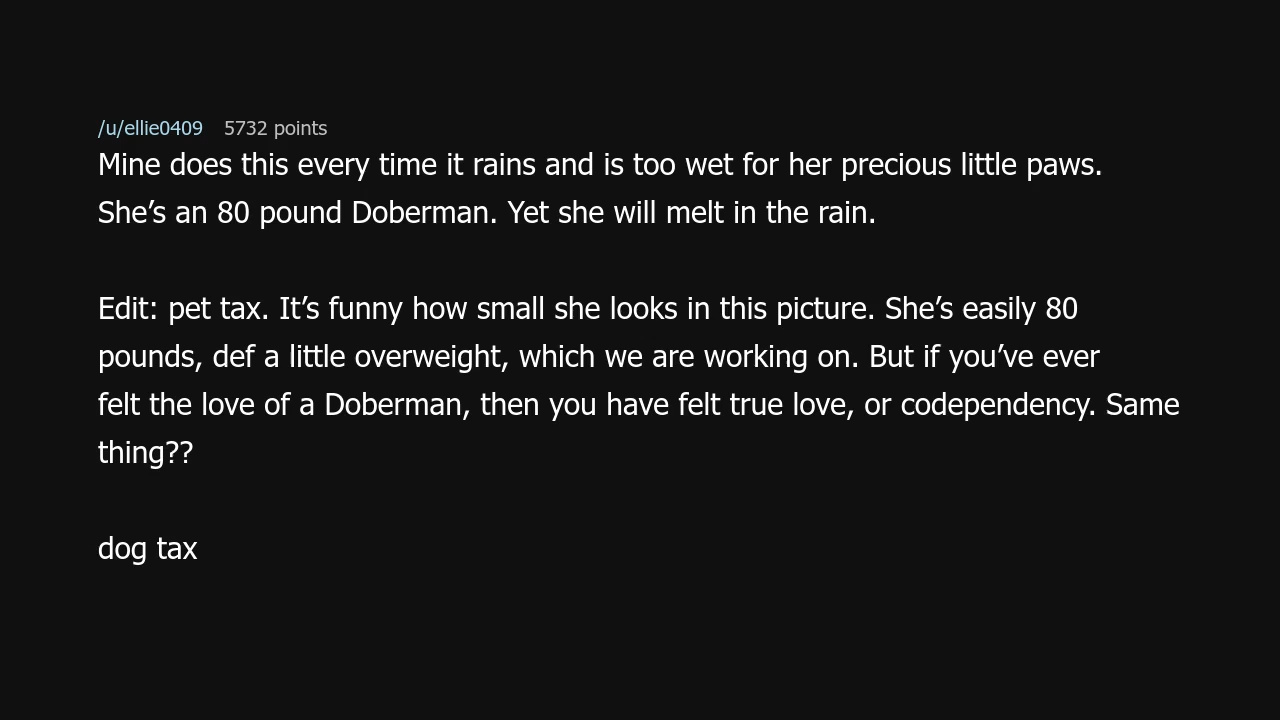 /u/ellie0409 5732 points
Mine does this every time it rains and is too wet for her precious little paws.
She’s an 80 pound Doberman. Yet she will melt in the rain.
Edit: pet tax. It’s funny how small she looks in this picture. She’s easily 80
pounds, def a little overweight, which we are working on. But if you’ve ever
felt the love of a Doberman, then you have felt true love, or codependency. Same
thing??
dog tax